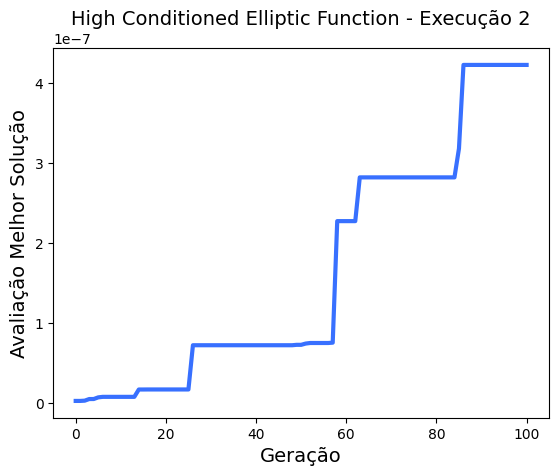 High Conditioned Elliptic Function - Execução 2
1e−7
4
3
2
1
0
Avaliação Melhor Solução
0 20 40 60 80 100
Geração